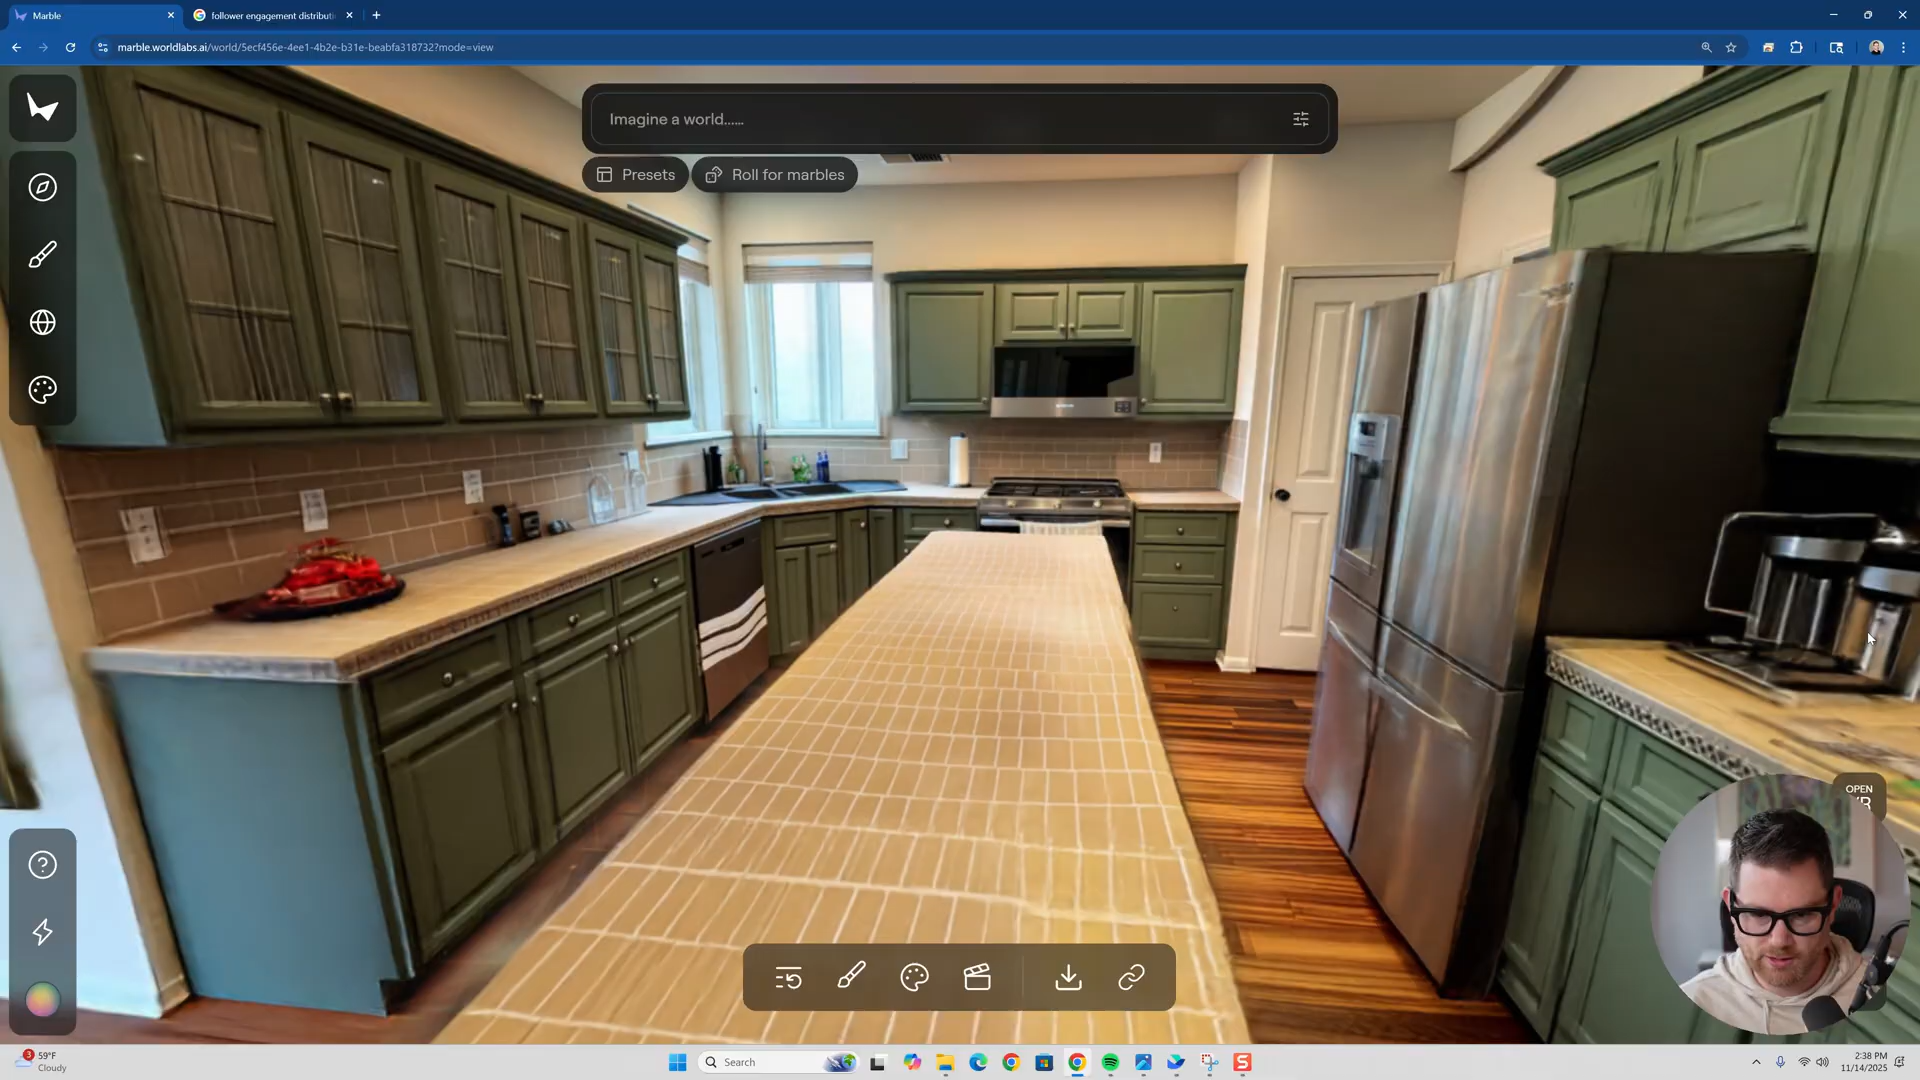 Marble
follower engagement distributi
marble.worldlabs.ai/world/5ecf456e-4ee1-4b2e-b31e-beabfa318732?mode=view
Imagine a world......
Presets
Roll for marbles
OPEN
3
59°F
Cloudy
Search
2:38 PM
11/14/2025